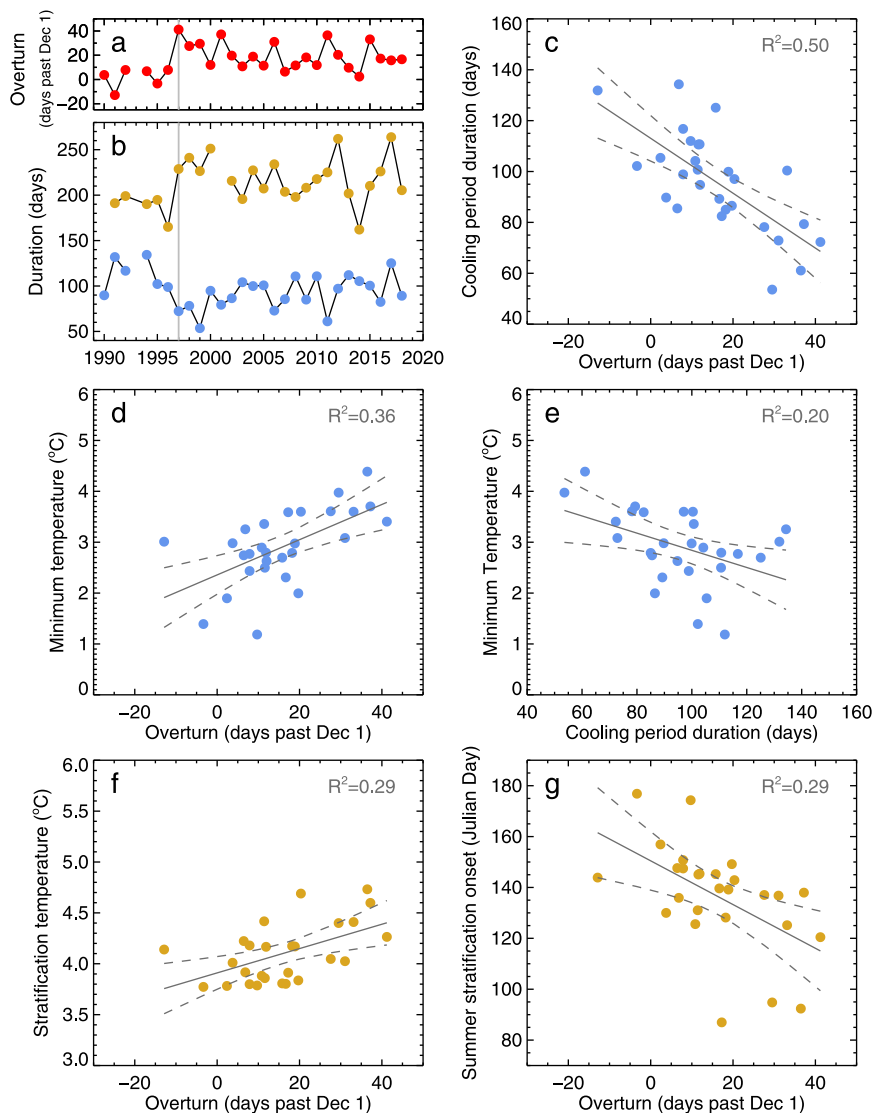 a
Overturn
(days past Dec 1)
40
20
0
−20
b
Duration (days)
250
200
150
100
50
1990 1995 2000 2005 2010 2015 2020
c
R²=0.50
Cooling period duration (days)
160
140
120
100
80
60
40
−20 0 20 40
Overturn (days past Dec 1)
d
R²=0.36
Minimum temperature (°C)
6
5
4
3
2
1
0
−20 0 20 40
Overturn (days past Dec 1)
e
R²=0.20
Minimum Temperature (°C)
6
5
4
3
2
1
0
40 60 80 100 120 140 160
Cooling period duration (days)
f
R²=0.29
Stratification temperature (°C)
6.0
5.5
5.0
4.5
4.0
3.5
3.0
−20 0 20 40
Overturn (days past Dec 1)
g
R²=0.29
Summer stratification onset (Julian Day)
180
160
140
120
100
80
−20 0 20 40
Overturn (days past Dec 1)